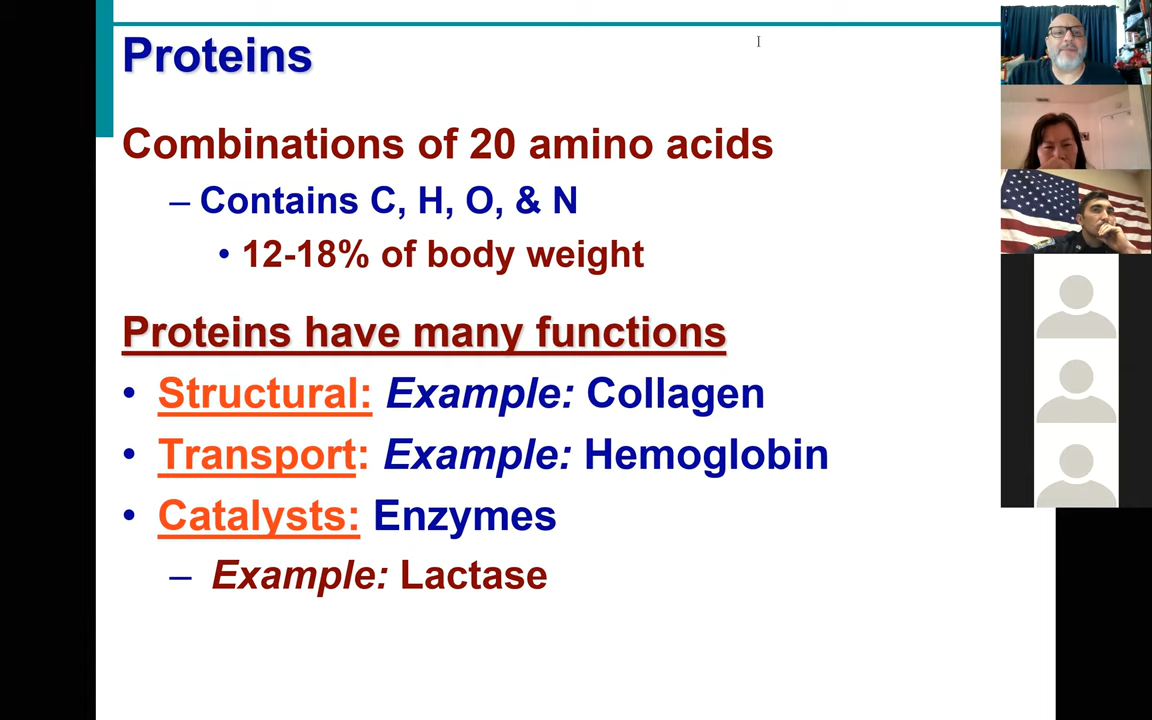 Proteins
Combinations of 20 amino acids
– Contains C, H, O, & N
• 12-18% of body weight
Proteins have many functions
• Structural: Example: Collagen
• Transport: Example: Hemoglobin
• Catalysts: Enzymes
– Example: Lactase